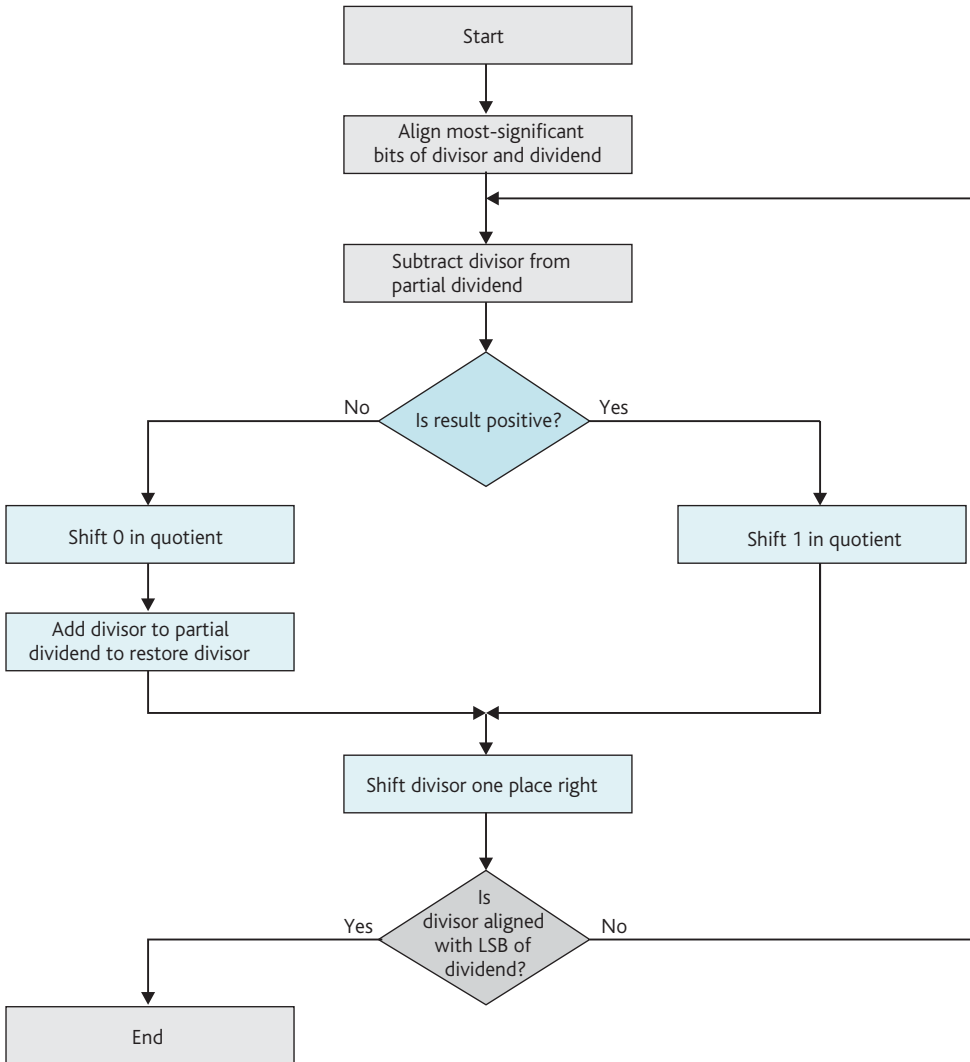 Start
Align most-significant
bits of divisor and dividend
Subtract divisor from
partial dividend
Is result positive?
No
Yes
Shift 0 in quotient
Shift 1 in quotient
Add divisor to partial
dividend to restore divisor
Shift divisor one place right
Is
divisor aligned
with LSB of
dividend?
Yes
No
End